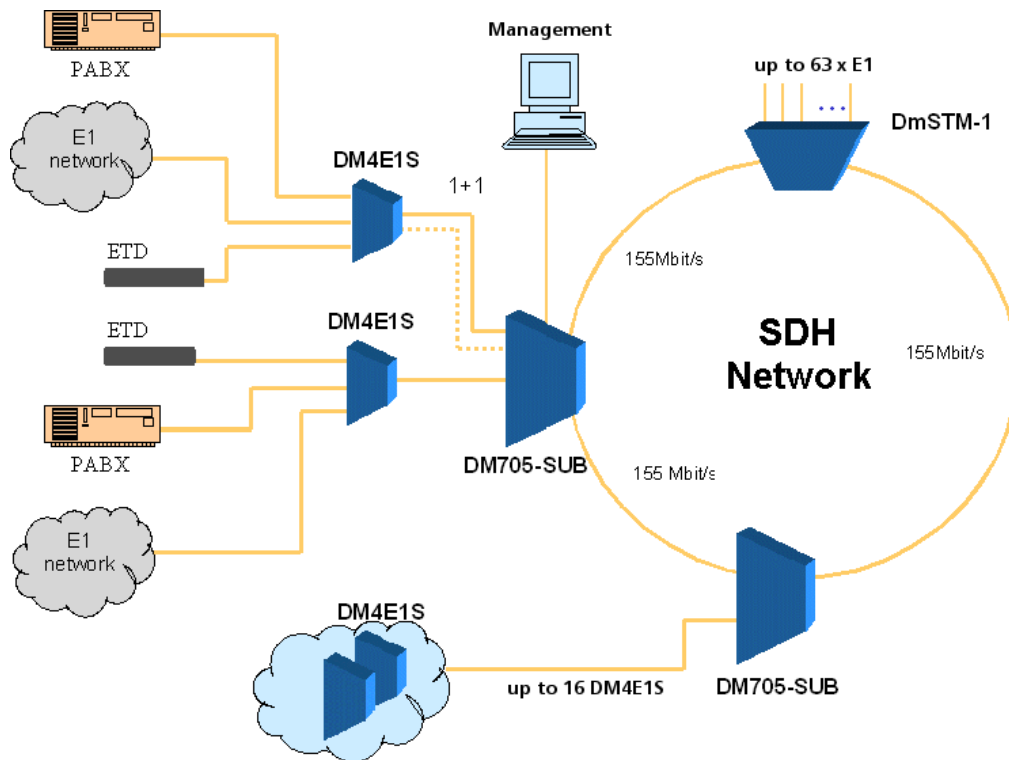 Management
up to 63 x E1
DmSTM-1
PABX
E1
network
DM4E1S
1+1
ETD
155Mbit/s
ETD
DM4E1S
SDH
Network
155Mbit/s
PABX
DM705-SUB
155 Mbit/s
E1
network
DM4E1S
up to 16 DM4E1S
DM705-SUB